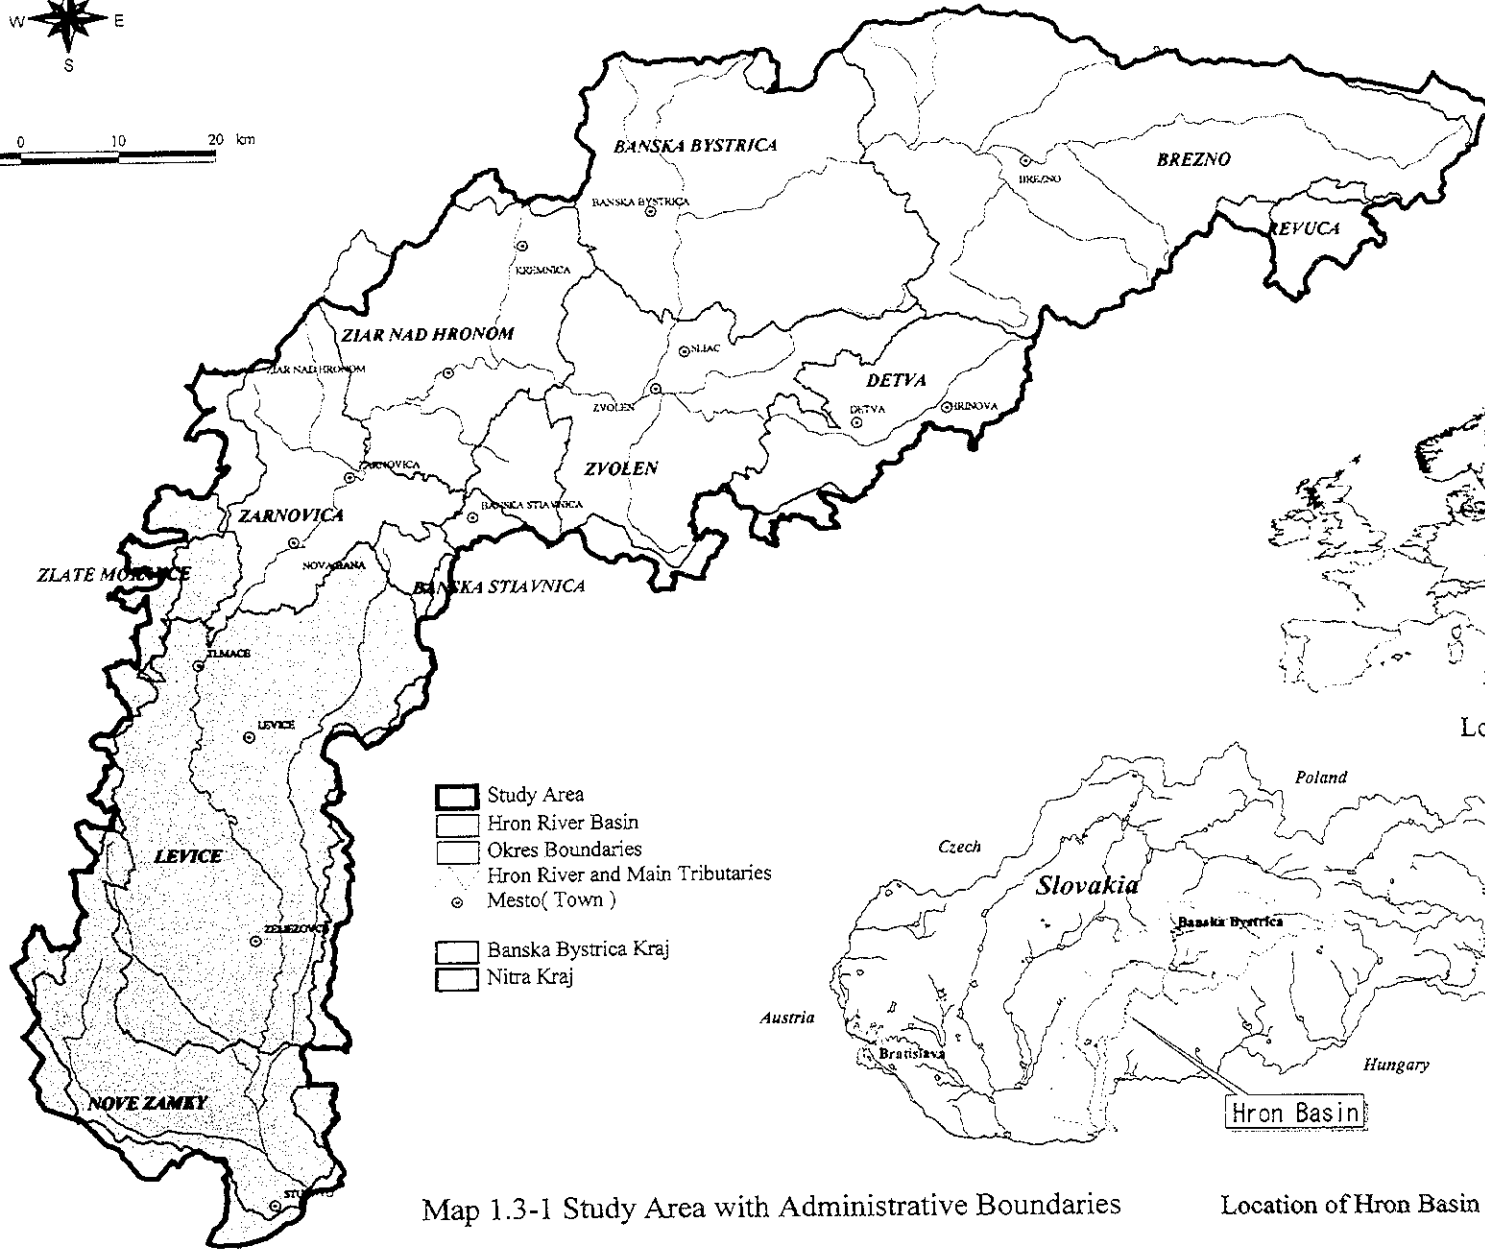 W E
S
0 10 20 km
BANSKA BYSTRICA
BREZNO
BREZNO
BANSKA BYSTRICA
REVUCA
KREMNICA
ZIAR NAD HRONOM
SLIAC
ZIAR NAD HRONOM
DETVA
ZVOLEN
DETVA
HRINOVA
ZARNOVICA
ZVOLEN
BANSKA STIAVNICA
ZARNOVICA
NOVA BANA
ZLATE MORAVCE
BANSKA STIAVNICA
TLMACE
LEVICE
LEVICE
ZELIEZOVCE
NOVE ZAMKY
STUROVO
Study Area
Hron River Basin
Okres Boundaries
Hron River and Main Tributaries
Mesto( Town )
Banska Bystrica Kraj
Nitra Kraj
Lo
Poland
Czech
Slovakia
Banska Bystrica
Austria
Bratislava
Hungary
Hron Basin
Map 1.3-1 Study Area with Administrative Boundaries
Location of Hron Basin